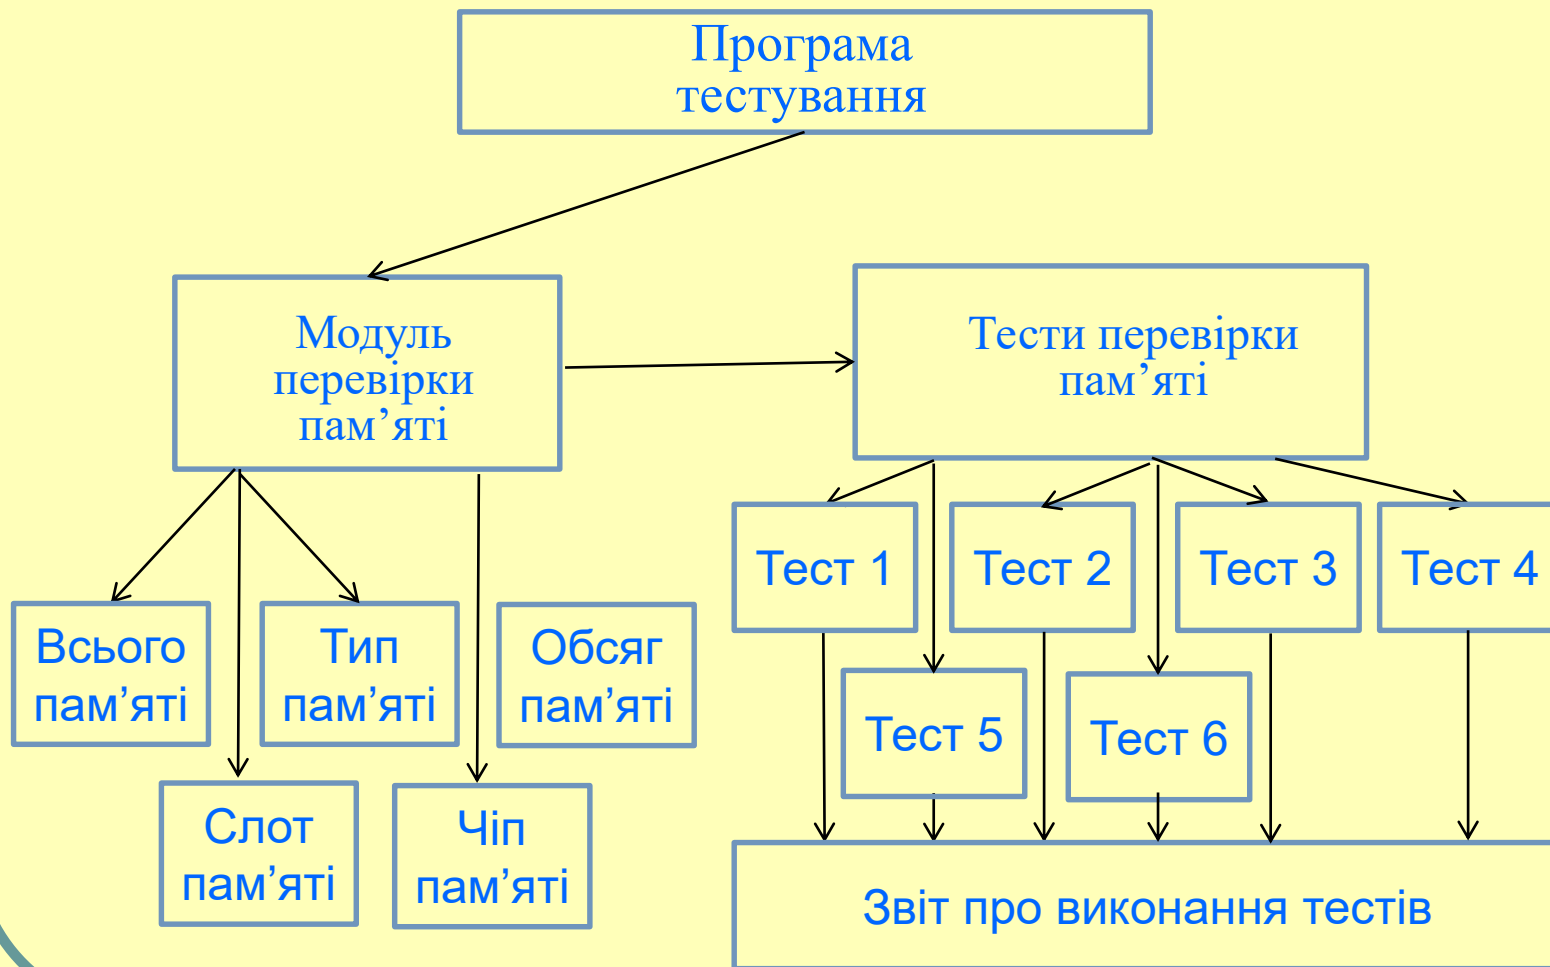 Програма
тестування
Модуль
перевірки
пам’яті
Тести перевірки
пам’яті
Тест 1
Тест 2
Тест 3
Тест 4
Всього
пам’яті
Тип
пам’яті
Обсяг
пам’яті
Тест 5
Тест 6
Слот
пам’яті
Чіп
пам’яті
Звіт про виконання тестів